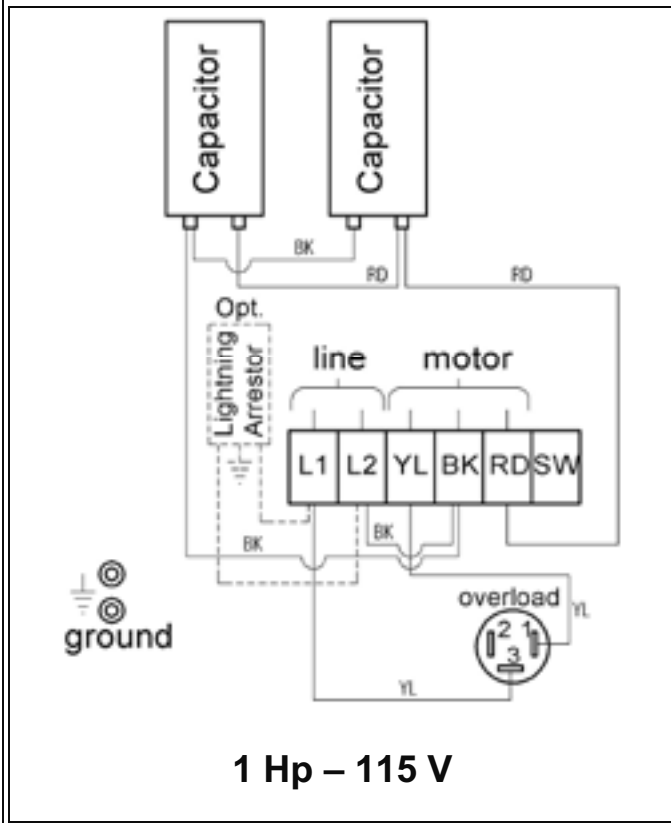 Capacitor
Capacitor
BK
RD
RD
Opt.
Lightning
Arrestor
line
motor
L1 L2 YL BK RD SW
BK
BK
overload
2 1
3
YL
ground
YL
1 Hp – 115 V